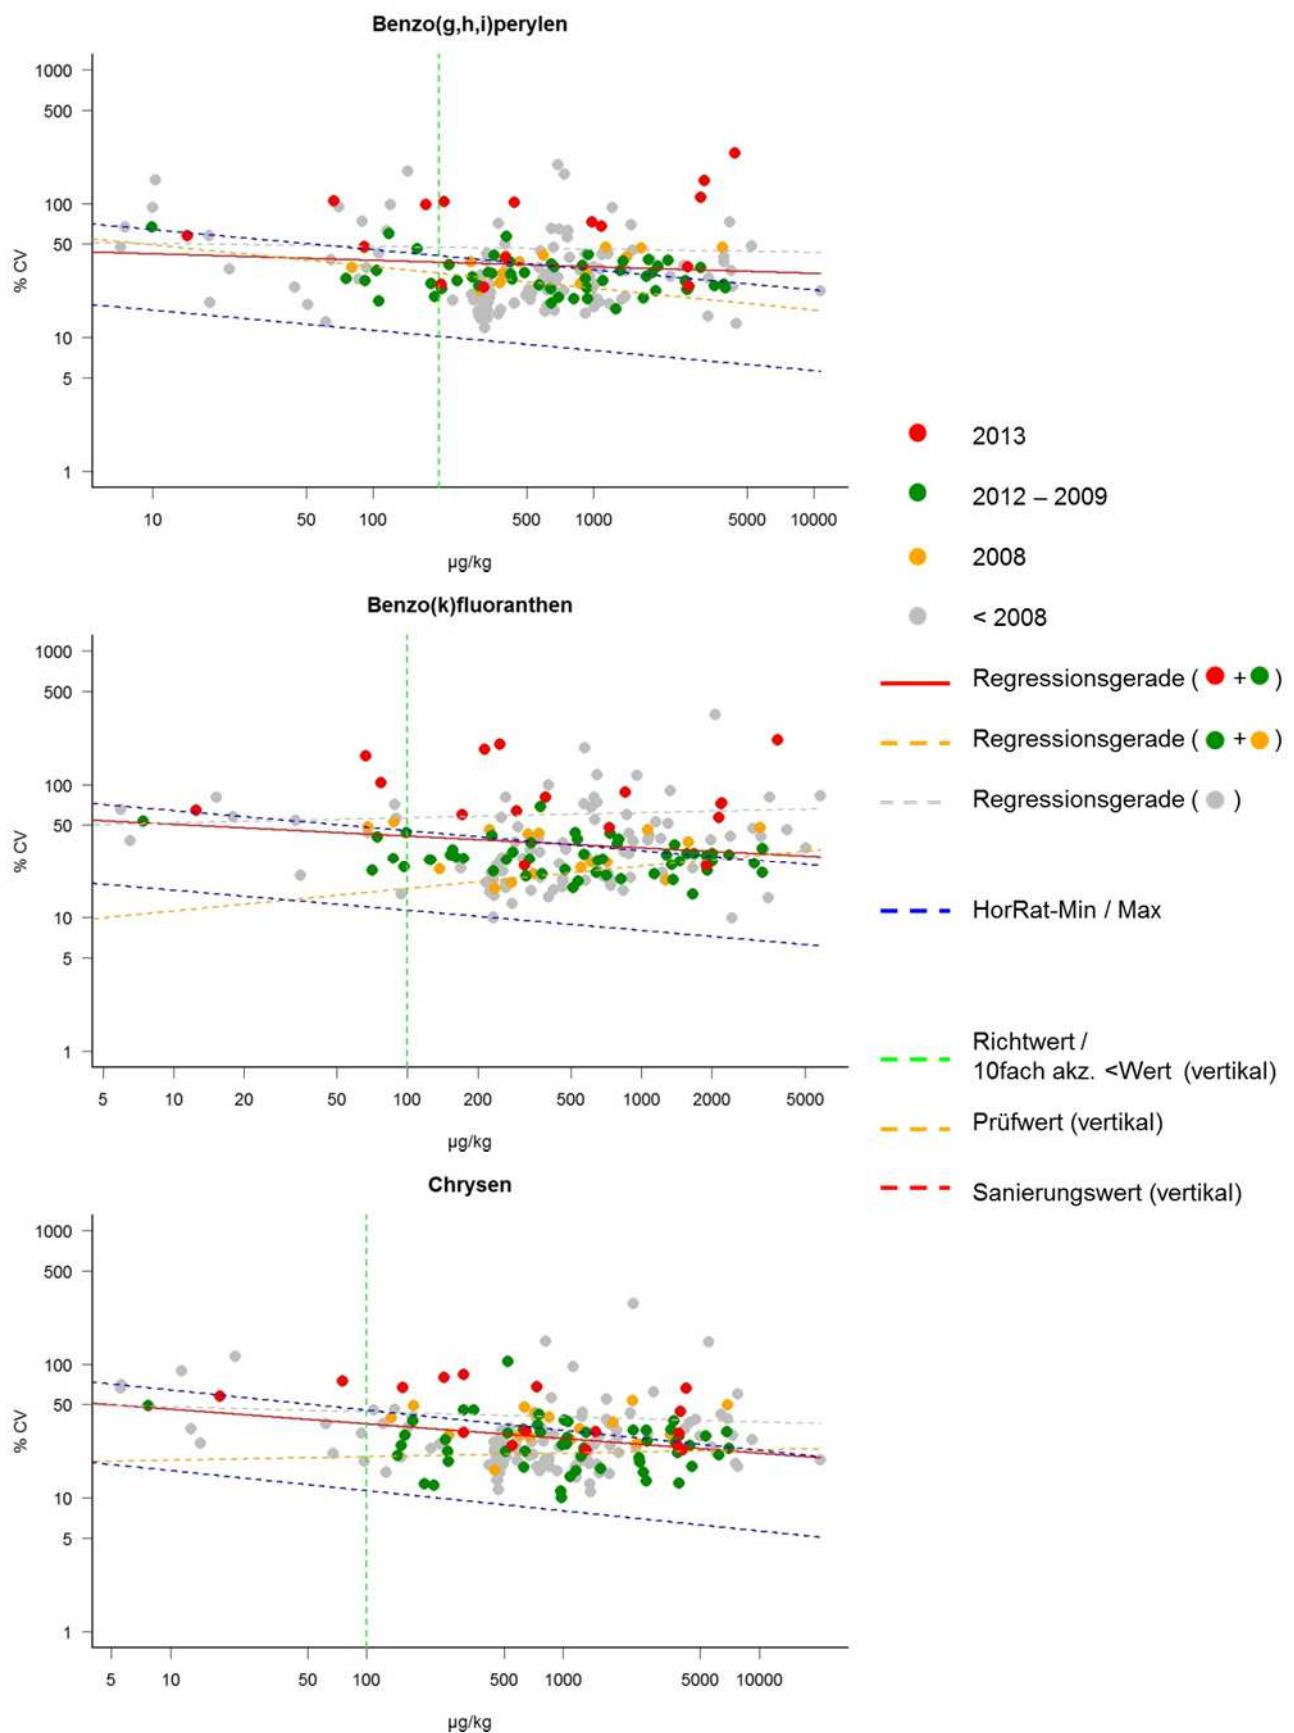 Benzo(g,h,i)perylen
1000
500
100
50
10
5
1
% CV
10 50 100 500 1000 5000 10000
µg/kg
Benzo(k)fluoranthen
1000
500
100
50
10
5
1
% CV
5 10 20 50 100 200 500 1000 2000 5000
µg/kg
Chrysen
1000
500
100
50
10
5
1
% CV
5 10 50 100 500 1000 5000 10000
µg/kg
2013
2012 – 2009
2008
< 2008
Regressionsgerade ( + )
Regressionsgerade ( + )
Regressionsgerade ( )
HorRat-Min / Max
Richtwert /
10fach akz. <Wert (vertikal)
Prüfwert (vertikal)
Sanierungswert (vertikal)